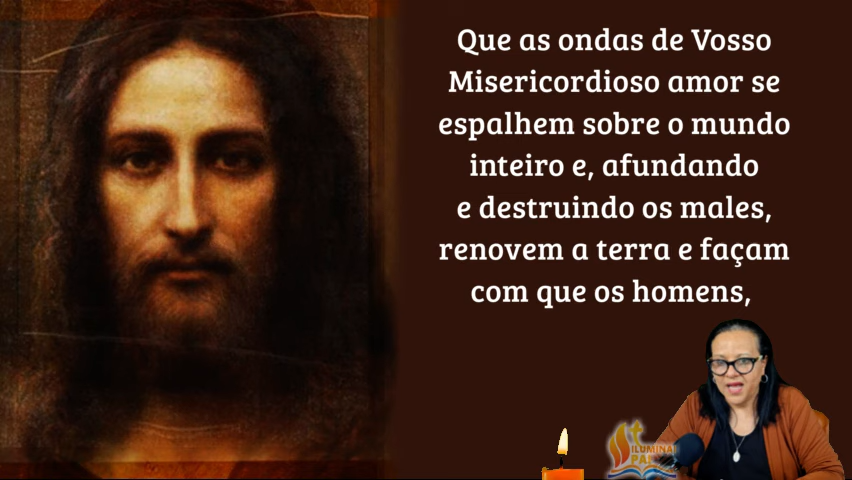 Que as ondas de Vosso
Misericordioso amor se
espalhem sobre o mundo
inteiro e, afundando
e destruindo os males,
renovem a terra e façam
com que os homens,
ILUMINA